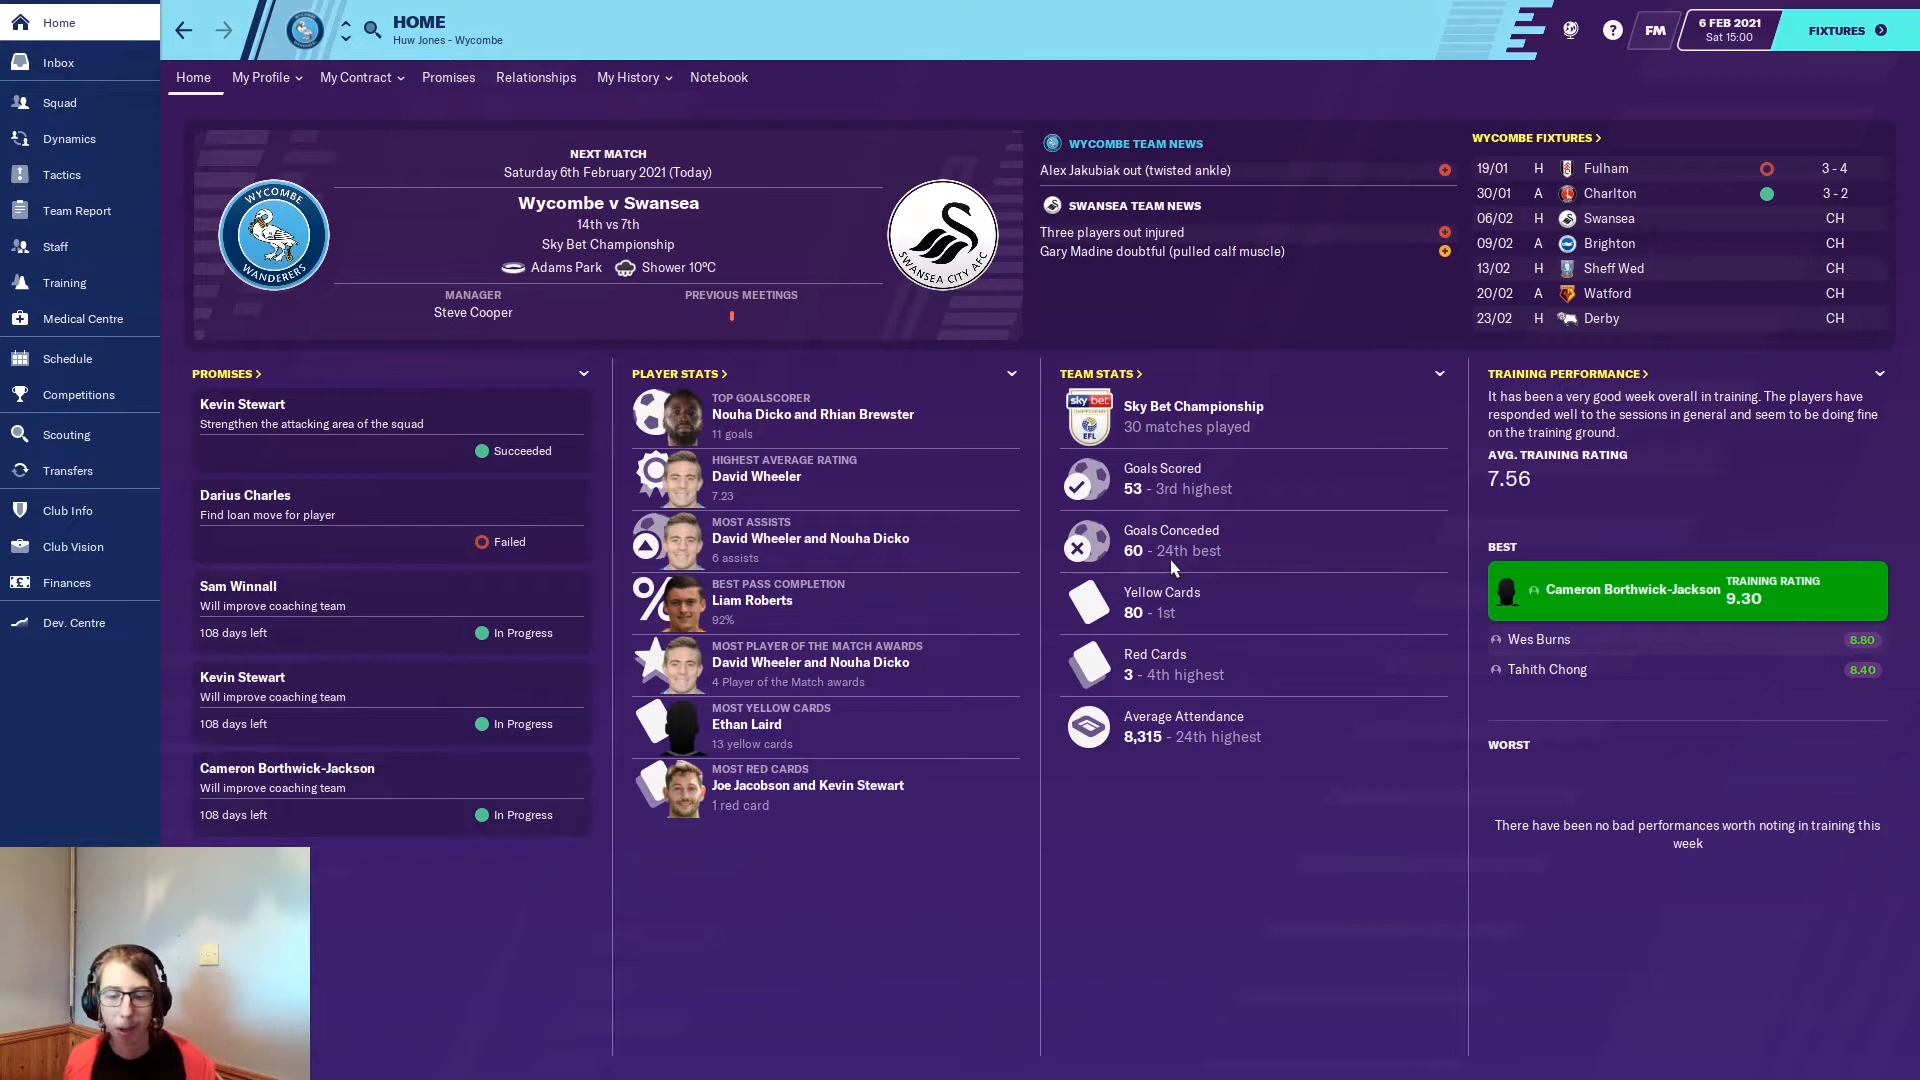 Home
Inbox
Squad
Dynamics
Tactics
Team Report
Staff
Training
Medical Centre
Schedule
Competitions
Scouting
Transfers
Club Info
Club Vision
Finances
Dev. Centre
HOME
Huw Jones - Wycombe
?
FM
6 FEB 2021
Sat 15:00
FIXTURES
Home
My Profile
My Contract
Promises
Relationships
My History
Notebook
WYCOMBE
WANDERERS
NEXT MATCH
Saturday 6th February 2021 (Today)
Wycombe v Swansea
14th vs 7th
Sky Bet Championship
Adams Park
Shower 10°C
MANAGER
Steve Cooper
PREVIOUS MEETINGS
SWANSEA CITY AFC
WYCOMBE TEAM NEWS
Alex Jakubiak out (twisted ankle)
SWANSEA TEAM NEWS
Three players out injured
Gary Madine doubtful (pulled calf muscle)
WYCOMBE FIXTURES >
19/01 H Fulham 3 - 4
30/01 A Charlton 3 - 2
06/02 H Swansea CH
09/02 A Brighton CH
13/02 H Sheff Wed CH
20/02 A Watford CH
23/02 H Derby CH
PROMISES >
Kevin Stewart
Strengthen the attacking area of the squad
Succeeded
Darius Charles
Find loan move for player
Failed
Sam Winnall
Will improve coaching team
108 days left
In Progress
Kevin Stewart
Will improve coaching team
108 days left
In Progress
Cameron Borthwick-Jackson
Will improve coaching team
108 days left
In Progress
PLAYER STATS >
TOP GOALSCORER
Nouha Dicko and Rhian Brewster
11 goals
HIGHEST AVERAGE RATING
David Wheeler
7.23
MOST ASSISTS
David Wheeler and Nouha Dicko
6 assists
BEST PASS COMPLETION
Liam Roberts
92%
MOST PLAYER OF THE MATCH AWARDS
David Wheeler and Nouha Dicko
4 Player of the Match awards
MOST YELLOW CARDS
Ethan Laird
13 yellow cards
MOST RED CARDS
Joe Jacobson and Kevin Stewart
1 red card
TEAM STATS >
sky bet
CHAMPIONSHIP
EFL
Sky Bet Championship
30 matches played
Goals Scored
53 - 3rd highest
Goals Conceded
60 - 24th best
Yellow Cards
80 - 1st
Red Cards
3 - 4th highest
Average Attendance
8,315 - 24th highest
TRAINING PERFORMANCE >
It has been a very good week overall in training. The players have
responded well to the sessions in general and seem to be doing fine
on the training ground.
AVG. TRAINING RATING
7.56
BEST
Cameron Borthwick-Jackson
TRAINING RATING
9.30
Wes Burns 8.80
Tahith Chong 8.40
WORST
There have been no bad performances worth noting in training this
week